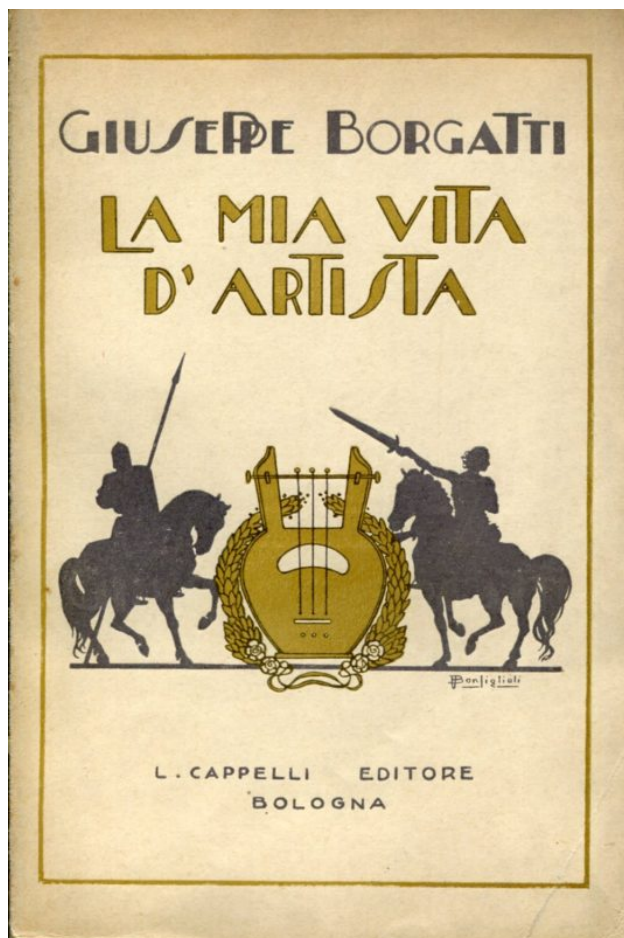 GIUSEPPE BORGATTI
LA MIA VITA
D'ARTISTA
Bonfiglioli
L. CAPPELLI EDITORE
BOLOGNA